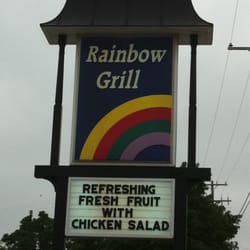 Rainbow
Grill
REFRESHING
FRESH FRUIT
WITH
CHICKEN SALAD